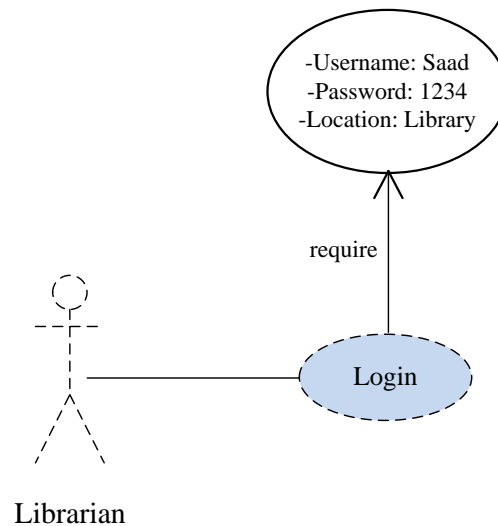 -Username: Saad
-Password: 1234
-Location: Library
require
Login
Librarian